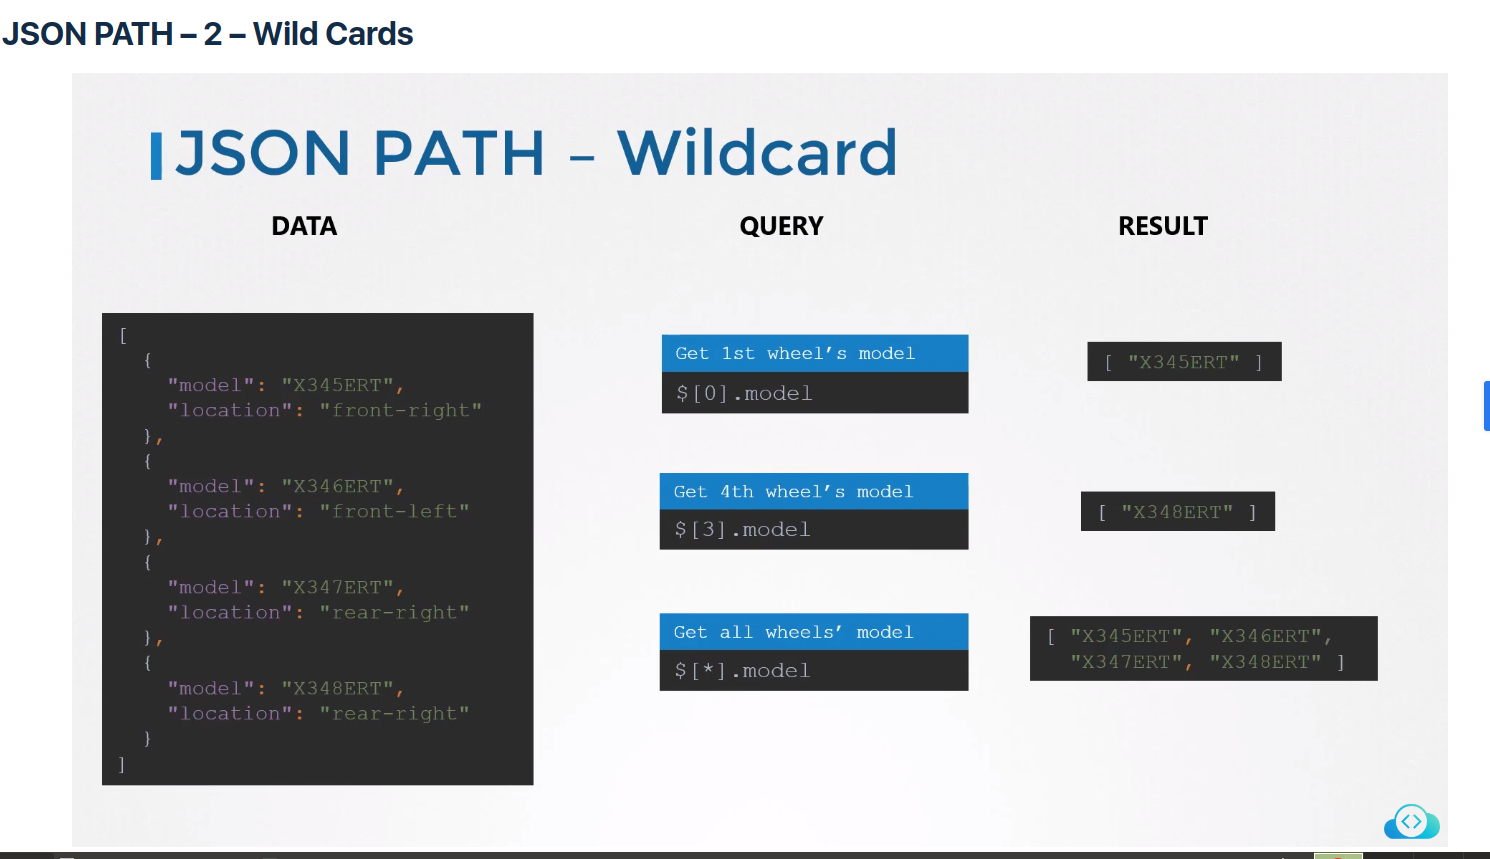 JSON PATH – 2 – Wild Cards
JSON PATH – Wildcard
DATA
QUERY
RESULT
[
{
"model": "X345ERT",
"location": "front-right"
},
{
"model": "X346ERT",
"location": "front-left"
},
{
"model": "X347ERT",
"location": "rear-right"
},
{
"model": "X348ERT",
"location": "rear-right"
}
]
Get 1st wheel’s model
$[0].model
[ "X345ERT" ]
Get 4th wheel’s model
$[3].model
[ "X348ERT" ]
Get all wheels’ model
$[*].model
[ "X345ERT", "X346ERT",
"X347ERT", "X348ERT" ]